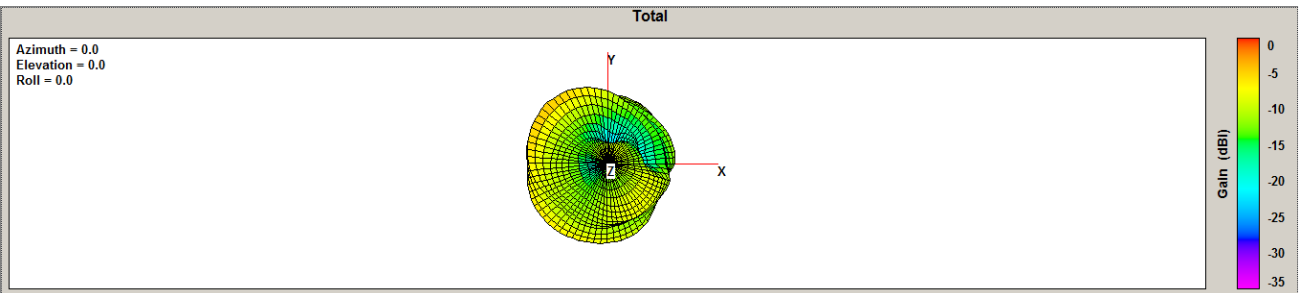 Total
Azimuth = 0.0
Elevation = 0.0
Roll = 0.0
Y
X
Z
Gain (dBi)
0
-5
-10
-15
-20
-25
-30
-35